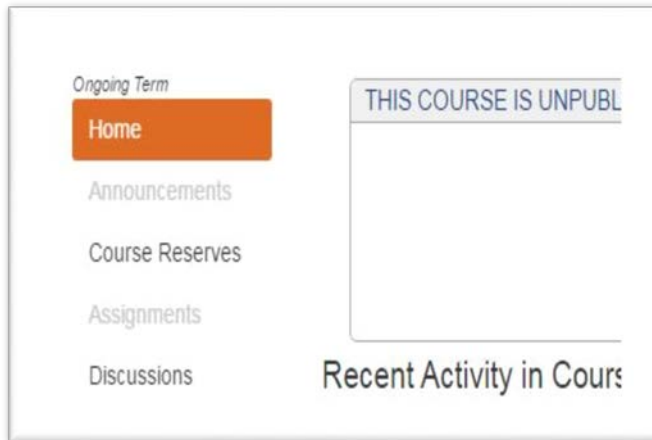 Ongoing Term
Home
Announcements
Course Reserves
Assignments
Discussions
THIS COURSE IS UNPUBL
Recent Activity in Cours